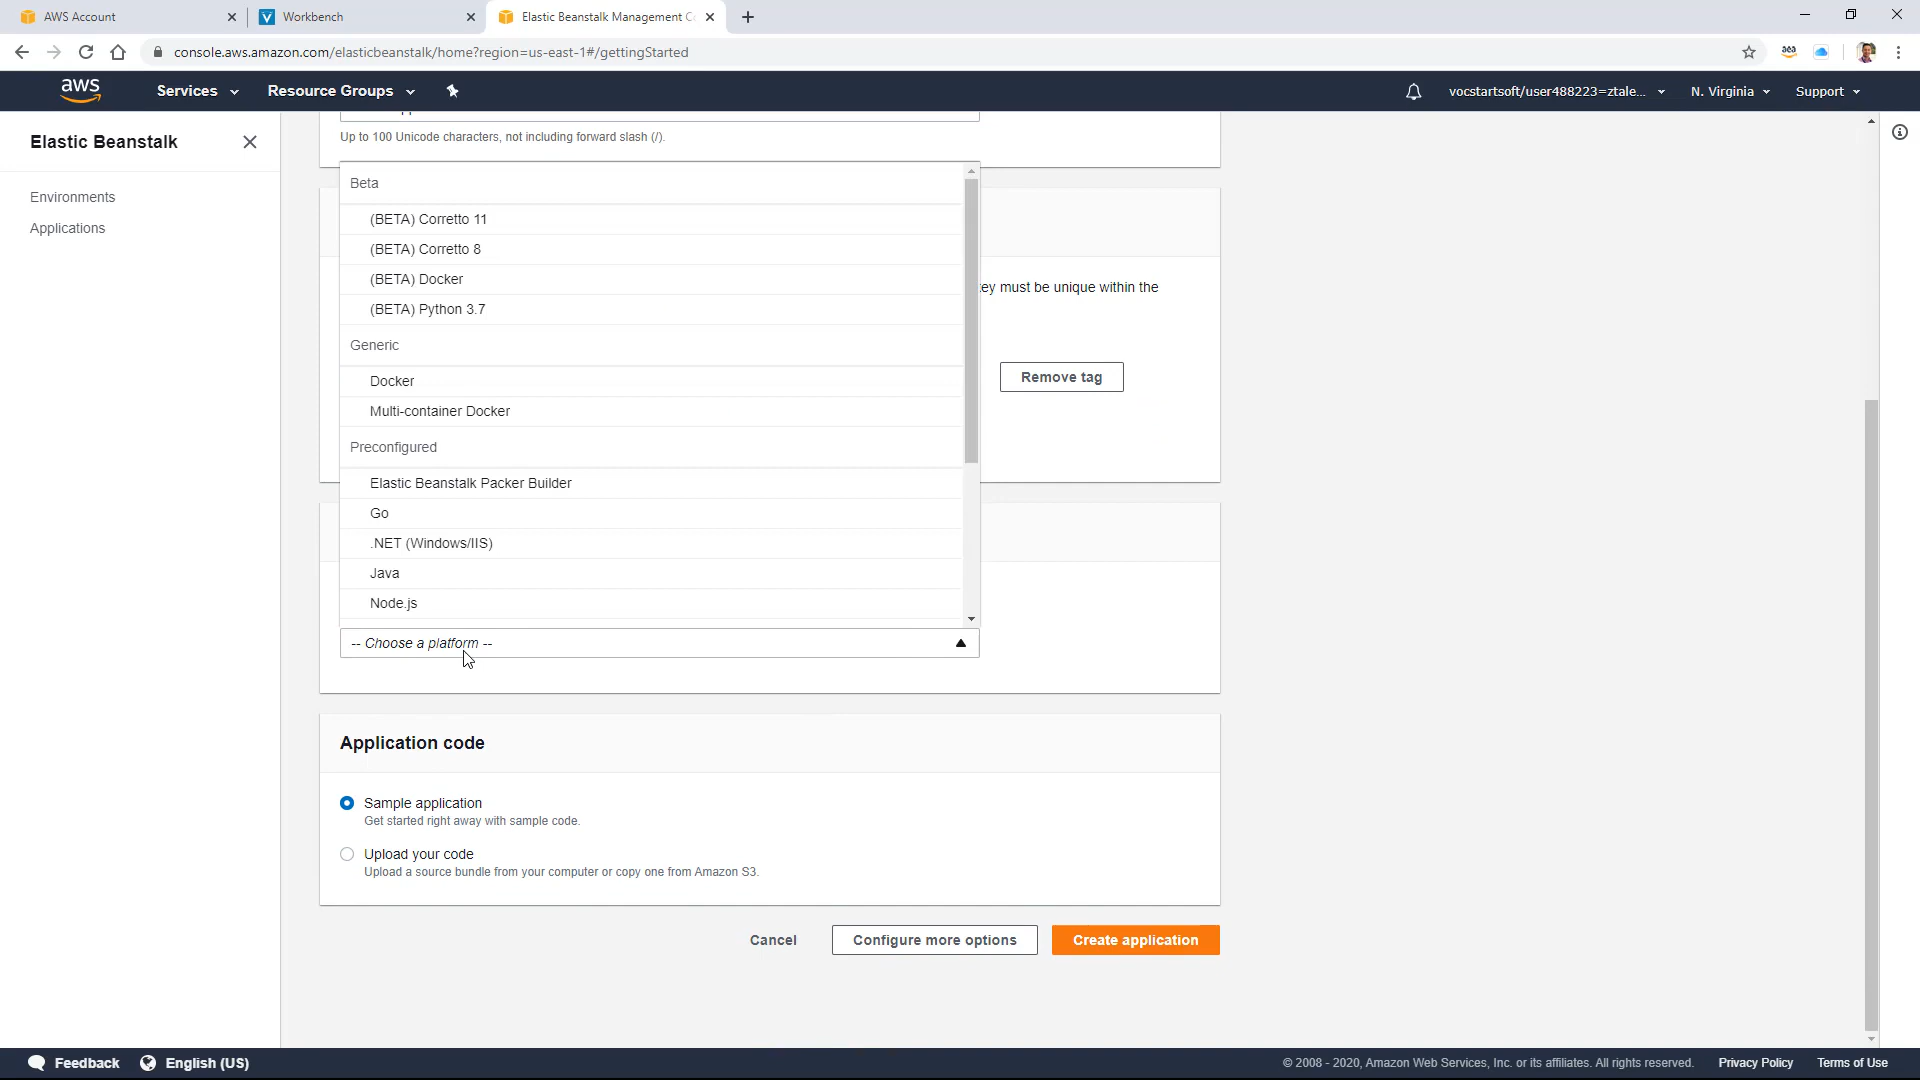 AWS Account
Workbench
Elastic Beanstalk Management C
console.aws.amazon.com/elasticbeanstalk/home?region=us-east-1#/gettingStarted
aws
Services
Resource Groups
vocstartsoft/user488223=ztale...
N. Virginia
Support
Elastic Beanstalk
Environments
Applications
Up to 100 Unicode characters, not including forward slash (/).
Beta
(BETA) Corretto 11
(BETA) Corretto 8
(BETA) Docker
(BETA) Python 3.7
Generic
Docker
Multi-container Docker
Preconfigured
Elastic Beanstalk Packer Builder
Go
.NET (Windows/IIS)
Java
Node.js
-- Choose a platform --
ey must be unique within the
Remove tag
Application code
Sample application
Get started right away with sample code.
Upload your code
Upload a source bundle from your computer or copy one from Amazon S3.
Cancel
Configure more options
Create application
Feedback
English (US)
© 2008 - 2020, Amazon Web Services, Inc. or its affiliates. All rights reserved.
Privacy Policy
Terms of Use